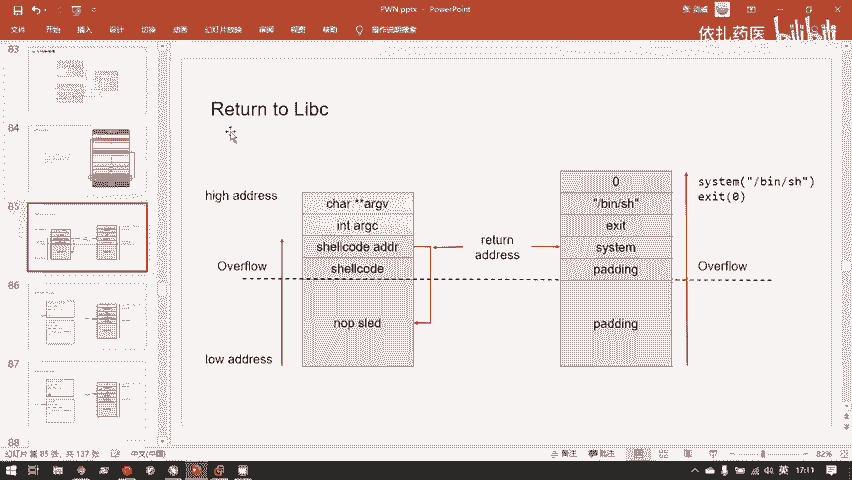 PWN.pptx - PowerPoint
文件 开始 插入 设计 切换 动画 幻灯片放映 审阅 视图 帮助 操作说明搜索
依扎药医 bilibili
83
84
85
86
87
88
Return to Libc
high address
char **argv
int argc
shellcode addr
shellcode
Overflow
nop sled
low address
return
address
0
"/bin/sh"
exit
system
padding
padding
system("/bin/sh")
exit(0)
Overflow
幻灯片 第 85 张，共 137 张 中文(中国) 备注 批注 82%
英 17:11